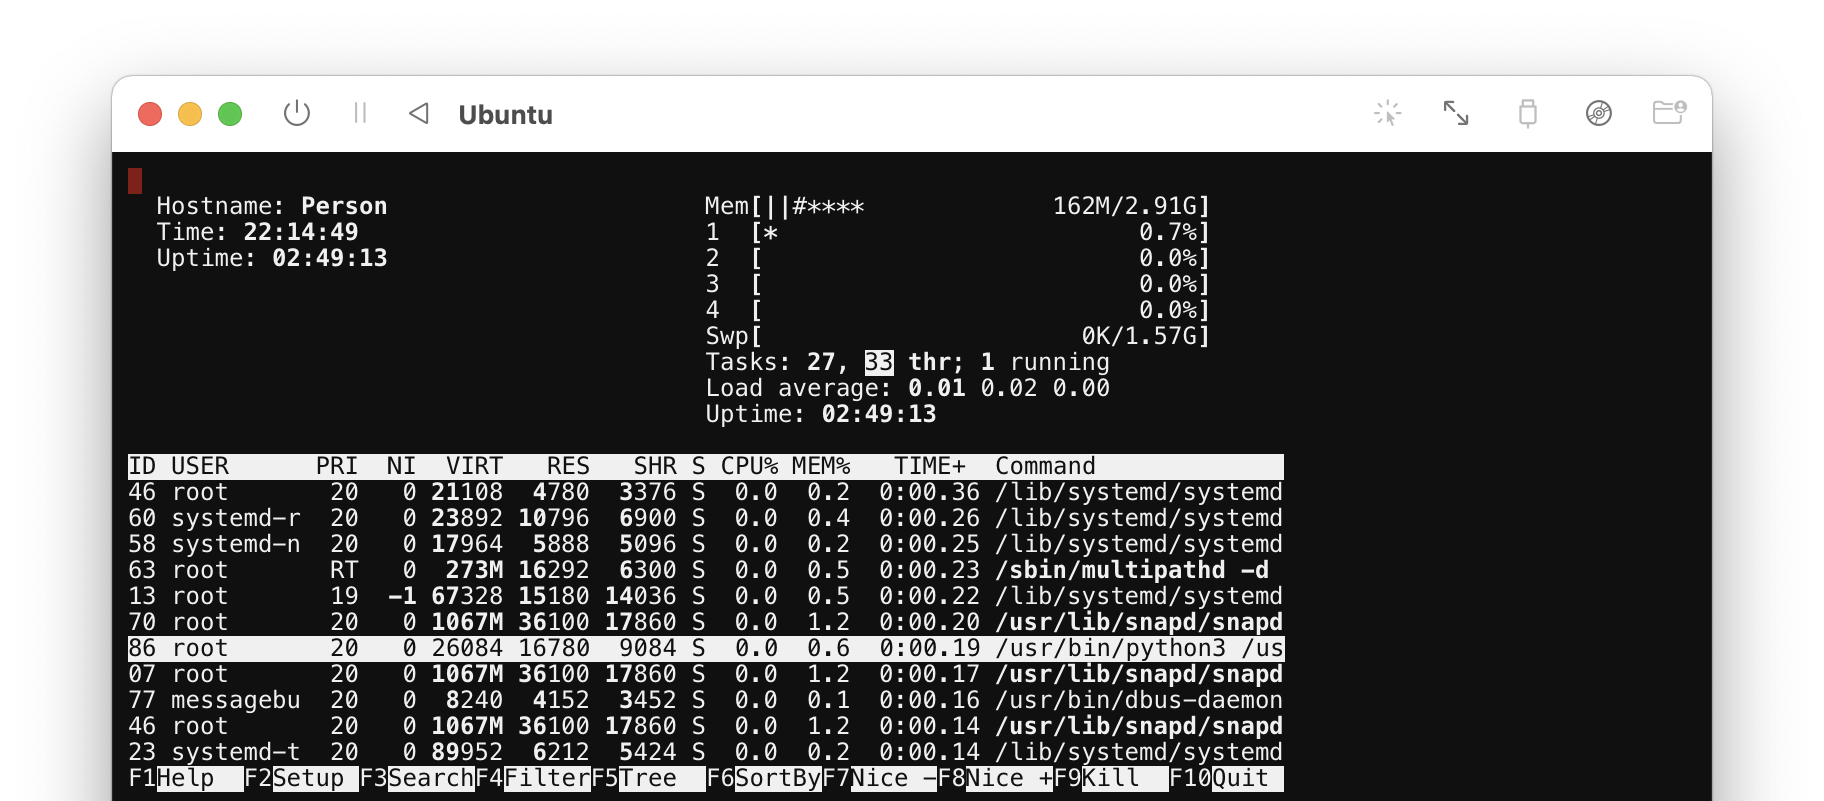 Ubuntu
Hostname: Person
Time: 22:14:49
Uptime: 02:49:13
Mem[||#**** 162M/2.91G]
1 [* 0.7%]
2 [ 0.0%]
3 [ 0.0%]
4 [ 0.0%]
Swp[ 0K/1.57G]
Tasks: 27, 33 thr; 1 running
Load average: 0.01 0.02 0.00
Uptime: 02:49:13
ID USER PRI NI VIRT RES SHR S CPU% MEM% TIME+ Command
46 root 20 0 21108 4780 3376 S 0.0 0.2 0:00.36 /lib/systemd/systemd
60 systemd-r 20 0 23892 10796 6900 S 0.0 0.4 0:00.26 /lib/systemd/systemd
58 systemd-n 20 0 17964 5888 5096 S 0.0 0.2 0:00.25 /lib/systemd/systemd
63 root RT 0 273M 16292 6300 S 0.0 0.5 0:00.23 /sbin/multipathd -d
13 root 19 -1 67328 15180 14036 S 0.0 0.5 0:00.22 /lib/systemd/systemd
70 root 20 0 1067M 36100 17860 S 0.0 1.2 0:00.20 /usr/lib/snapd/snapd
86 root 20 0 26084 16780 9084 S 0.0 0.6 0:00.19 /usr/bin/python3 /us
07 root 20 0 1067M 36100 17860 S 0.0 1.2 0:00.17 /usr/lib/snapd/snapd
77 messagebu 20 0 8240 4152 3452 S 0.0 0.1 0:00.16 /usr/bin/dbus-daemon
46 root 20 0 1067M 36100 17860 S 0.0 1.2 0:00.14 /usr/lib/snapd/snapd
23 systemd-t 20 0 89952 6212 5424 S 0.0 0.2 0:00.14 /lib/systemd/systemd
F1Help F2Setup F3SearchF4FilterF5Tree F6SortByF7Nice -F8Nice +F9Kill F10Quit